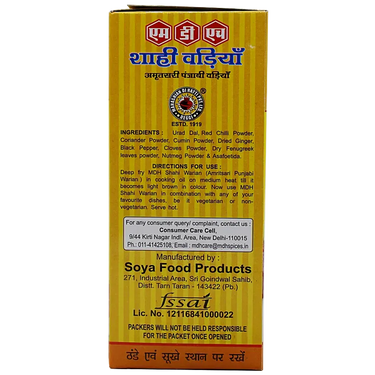 एम डी एच
शाही वड़ियाँ
अमृतसरी पंजाबी वड़ियाँ
MAHASHIAN DI HATTI PVT. LTD.
DELHI
ESTD. 1919
INGREDIENTS : Urad Dal, Red Chilli Powder,
Coriander Powder, Cumin Powder, Dried Ginger,
Black Pepper, Cloves Powder, Dry Fenugreek
leaves powder, Nutmeg Powder & Asafoetida.
DIRECTIONS FOR USE :
Deep by MDH Shahi Warian (Amritsari Punjabi
Warian ) in cooking oil on medium heat till it
becomes light brown in colour. Now use MDH
Shahi Warian in combination with any of your
favourite dishes. be it vegetarian or non-
vegetarian. Serve hot.
For any consumer query/ complaint, contact us :
Consumer Care Cell,
9/44 Kirti Nagar Indl. Area, New Delhi-110015
Ph.: 011-41425108, Email : mdhcare@mdhspices.in
Manufactured by :
Soya Food Products
271, Industrial Area, Sri Goindwal Sahib,
Distt. Tarn Taran - 143422 (Pb.)
fssai
Lic. No. 12116841000022
PACKERS WILL NOT BE HELD RESPONSIBLE
FOR THE PACKET ONCE OPENED
ठंडे एवं सूखे स्थान पर रखें